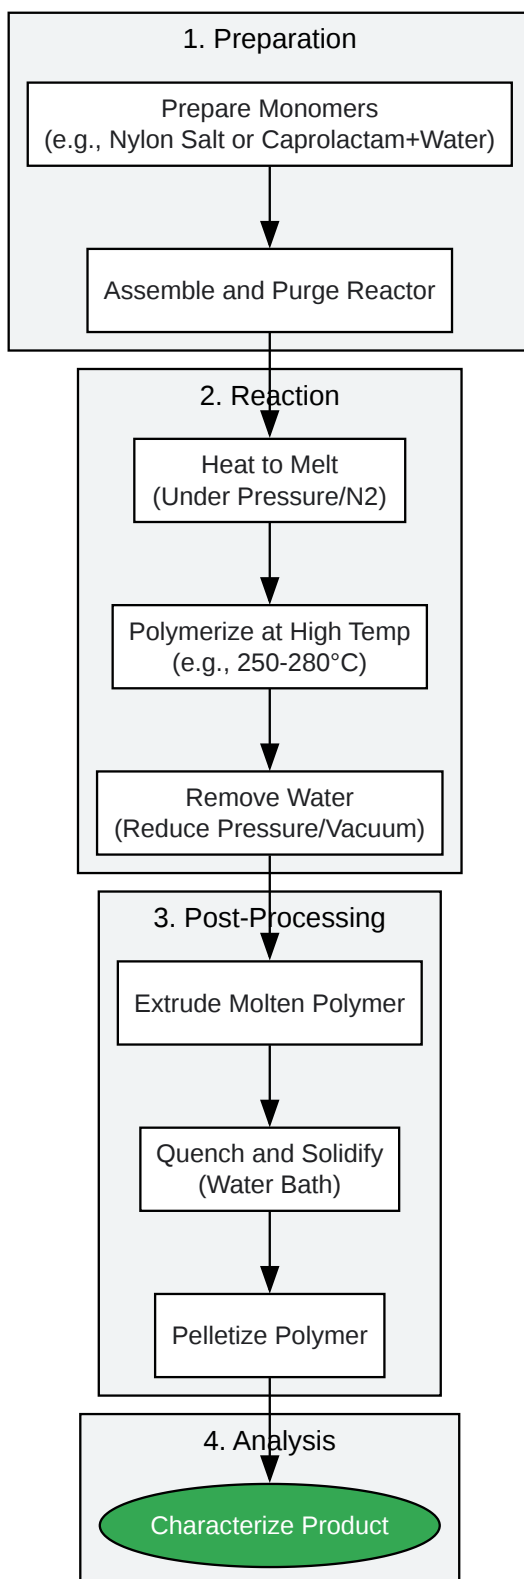 1. Preparation
Prepare Monomers
(e.g., Nylon Salt or Caprolactam+Water)
Assemble and Purge Reactor
2. Reaction
Heat to Melt
(Under Pressure/N2)
Polymerize at High Temp
(e.g., 250-280°C)
Remove Water
(Reduce Pressure/Vacuum)
3. Post-Processing
Extrude Molten Polymer
Quench and Solidify
(Water Bath)
Pelletize Polymer
4. Analysis
Characterize Product